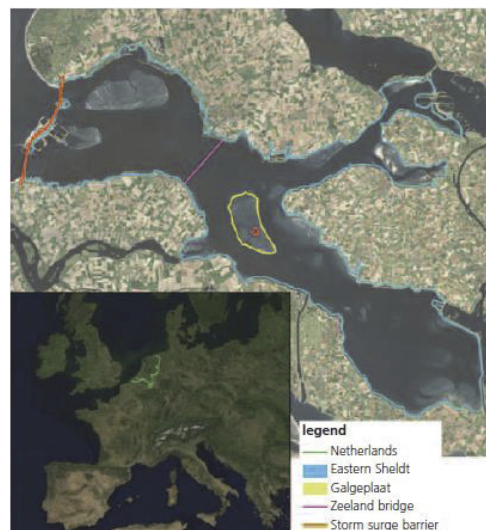 legend
Netherlands
Eastern Sheldt
Galgeplaat
Zeeland bridge
Storm surge barrier